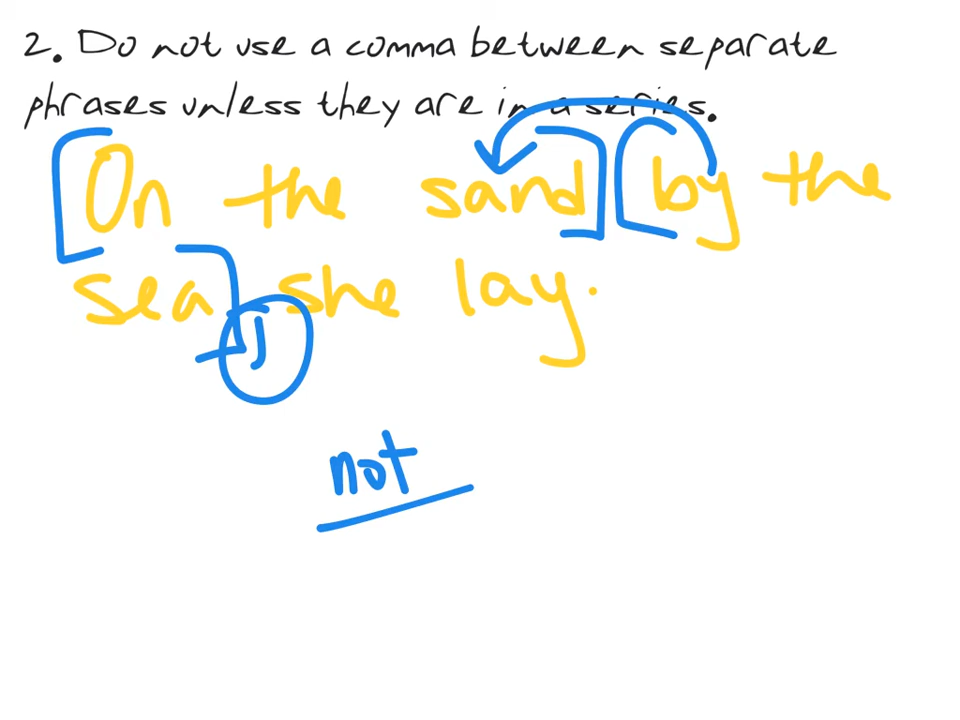 2. Do not use a comma between separate
phrases unless they are in a series.
On the sand by the
sea, she lay.
not